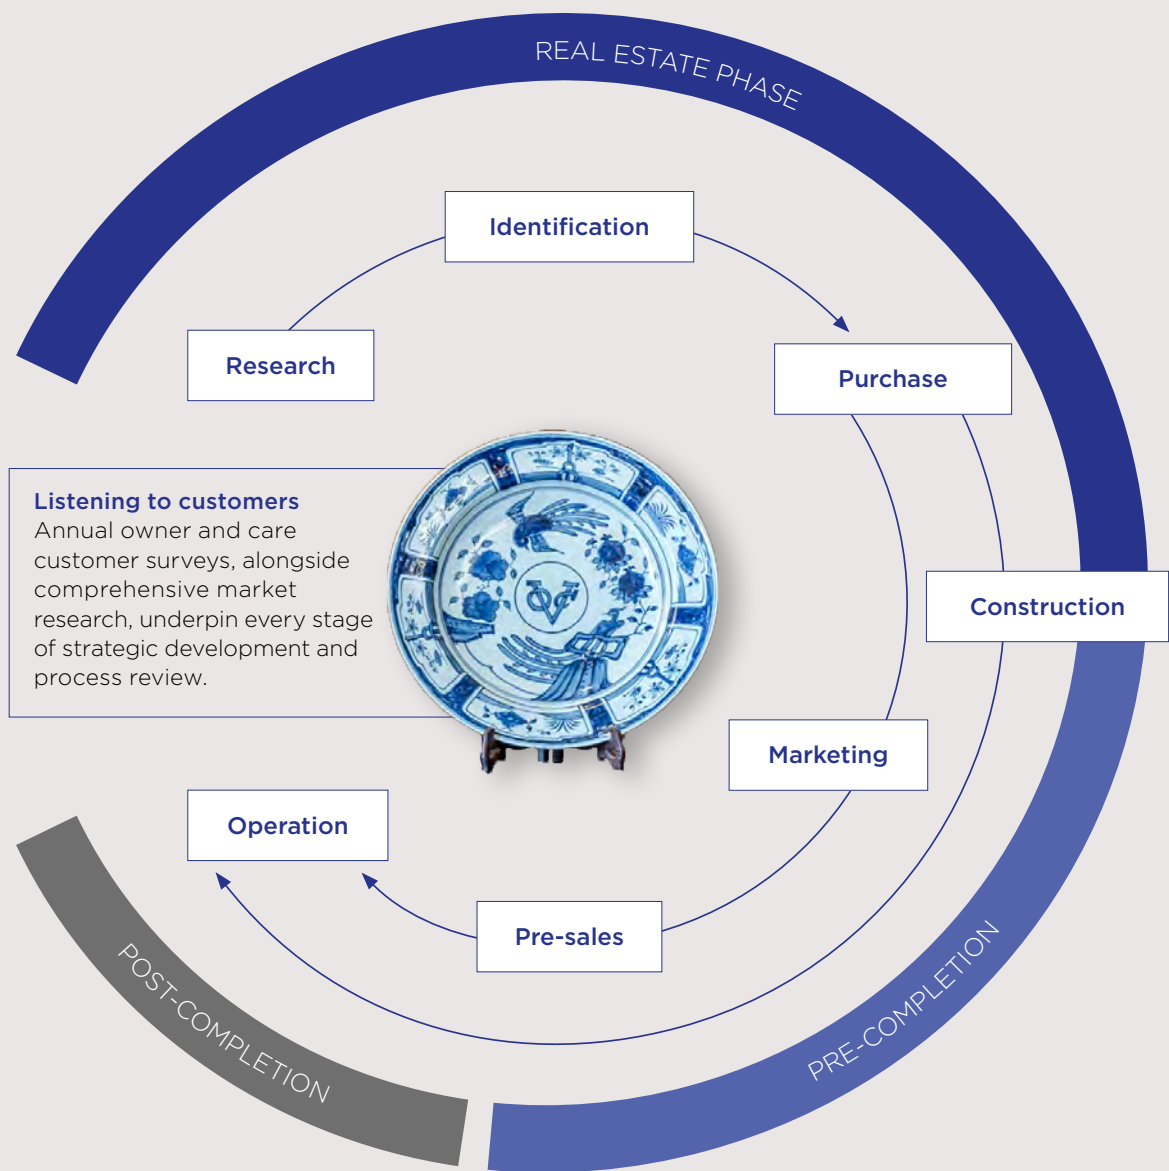 REAL ESTATE PHASE
Identification
Research
Purchase
Listening to customers
Annual owner and care
customer surveys, alongside
comprehensive market
research, underpin every stage
of strategic development and
process review.
VOC
Construction
Marketing
Operation
Pre-sales
POST-COMPLETION
PRE-COMPLETION